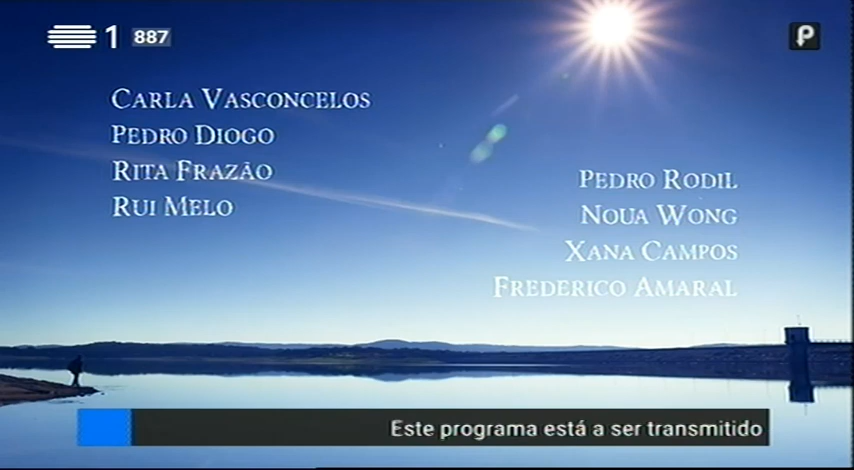 1 887
P
CARLA VASCONCELOS
PEDRO DIOGO
RITA FRAZÃO
RUI MELO
PEDRO RODIL
NOUA WONG
XANA CAMPOS
FREDERICO AMARAL
Este programa está a ser transmitido